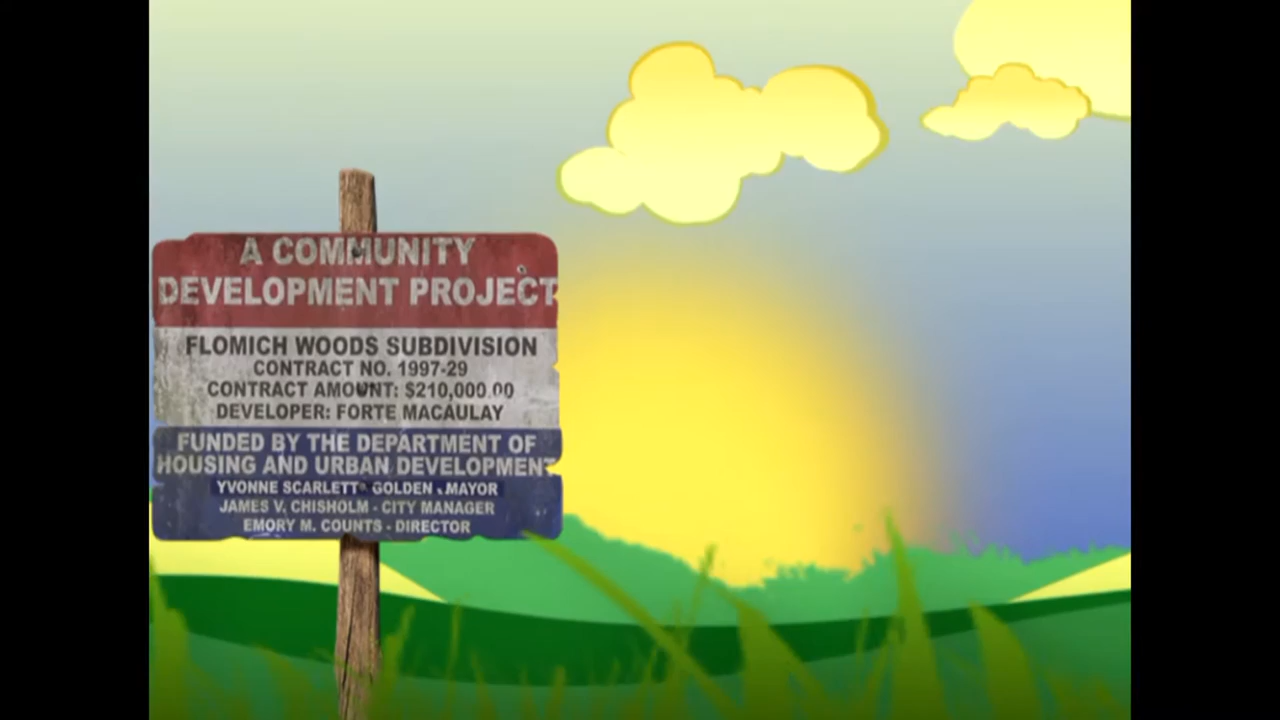 A COMMUNITY
DEVELOPMENT PROJECT
FLOMICH WOODS SUBDIVISION
CONTRACT NO. 1997-29
CONTRACT AMOUNT: $210,000.00
DEVELOPER: FORTE MACAULAY
FUNDED BY THE DEPARTMENT OF
HOUSING AND URBAN DEVELOPMENT
YVONNE SCARLETT- GOLDEN - MAYOR
JAMES V. CHISHOLM - CITY MANAGER
EMORY M. COUNTS - DIRECTOR